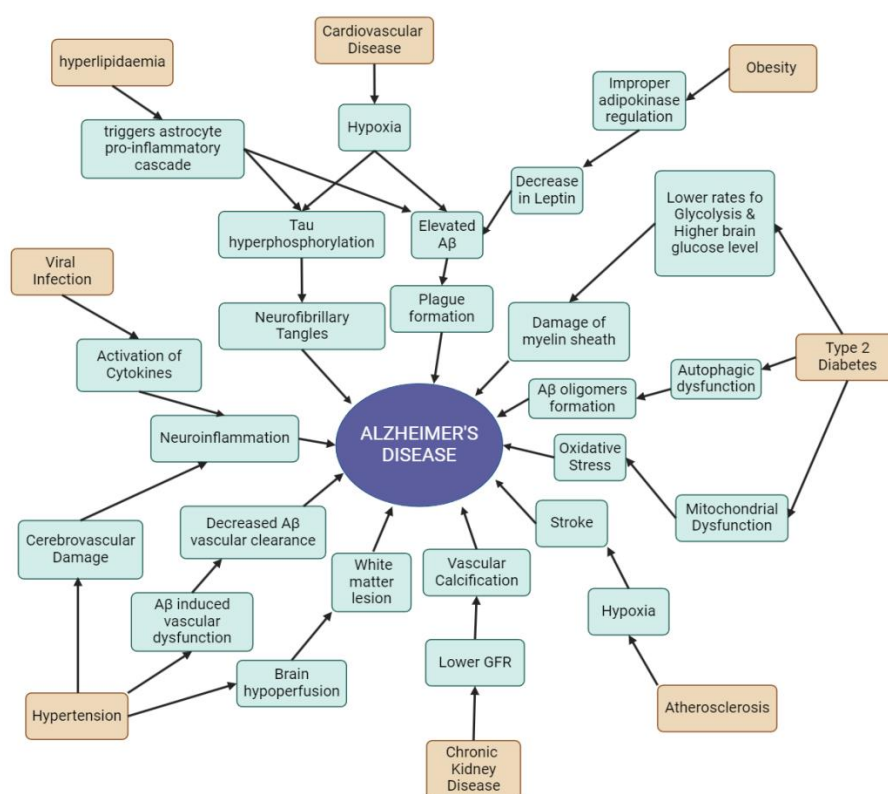 Cardiovascular
Disease
hyperlipidaemia
Obesity
Improper
adipokinase
regulation
triggers astrocyte
pro-inflammatory
cascade
Hypoxia
Decrease
in Leptin
Lower rates fo
Glycolysis &
Higher brain
glucose level
Tau
hyperphosphorylation
Elevated
Aβ
Viral
Infection
Neurofibrillary
Tangles
Plague
formation
Damage of
myelin sheath
Type 2
Diabetes
Activation of
Cytokines
Autophagic
dysfunction
Aβ oligomers
formation
Neuroinflammation
ALZHEIMER'S
DISEASE
Oxidative
Stress
Mitochondrial
Dysfunction
Cerebrovascular
Damage
Decreased Aβ
vascular clearance
Stroke
White
matter
lesion
Vascular
Calcification
Aβ induced
vascular
dysfunction
Hypoxia
Brain
hypoperfusion
Lower GFR
Hypertension
Atherosclerosis
Chronic
Kidney
Disease